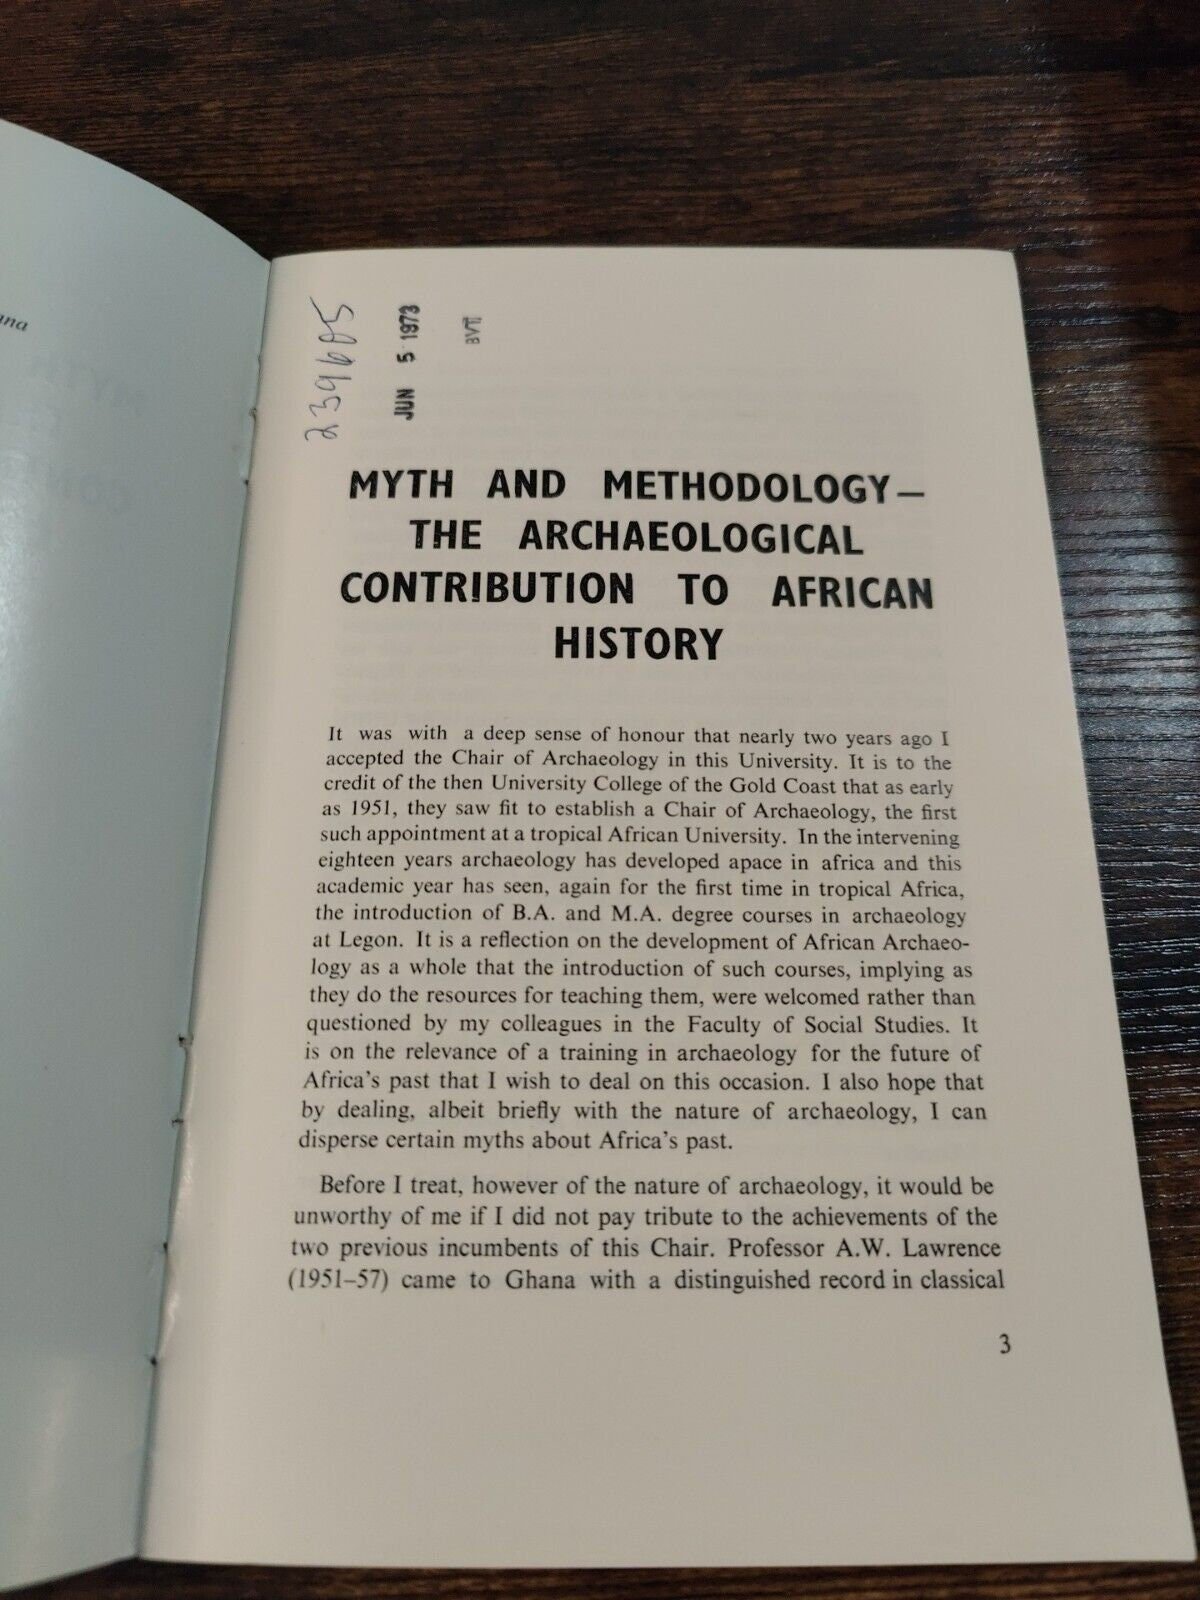 ana
239605
JUN 5 1973
MYTH AND METHODOLOGY—
THE ARCHAEOLOGICAL
CONTRIBUTION TO AFRICAN
HISTORY
It was with a deep sense of honour that nearly two years ago I
accepted the Chair of Archaeology in this University. It is to the
credit of the then University College of the Gold Coast that as early
as 1951, they saw fit to establish a Chair of Archaeology, the first
such appointment at a tropical African University. In the intervening
eighteen years archaeology has developed apace in africa and this
academic year has seen, again for the first time in tropical Africa,
the introduction of B.A. and M.A. degree courses in archaeology
at Legon. It is a reflection on the development of African Archaeo-
logy as a whole that the introduction of such courses, implying as
they do the resources for teaching them, were welcomed rather than
questioned by my colleagues in the Faculty of Social Studies. It
is on the relevance of a training in archaeology for the future of
Africa's past that I wish to deal on this occasion. I also hope that
by dealing, albeit briefly with the nature of archaeology, I can
disperse certain myths about Africa's past.
Before I treat, however of the nature of archaeology, it would be
unworthy of me if I did not pay tribute to the achievements of the
two previous incumbents of this Chair. Professor A.W. Lawrence
(1951–57) came to Ghana with a distinguished record in classical
3